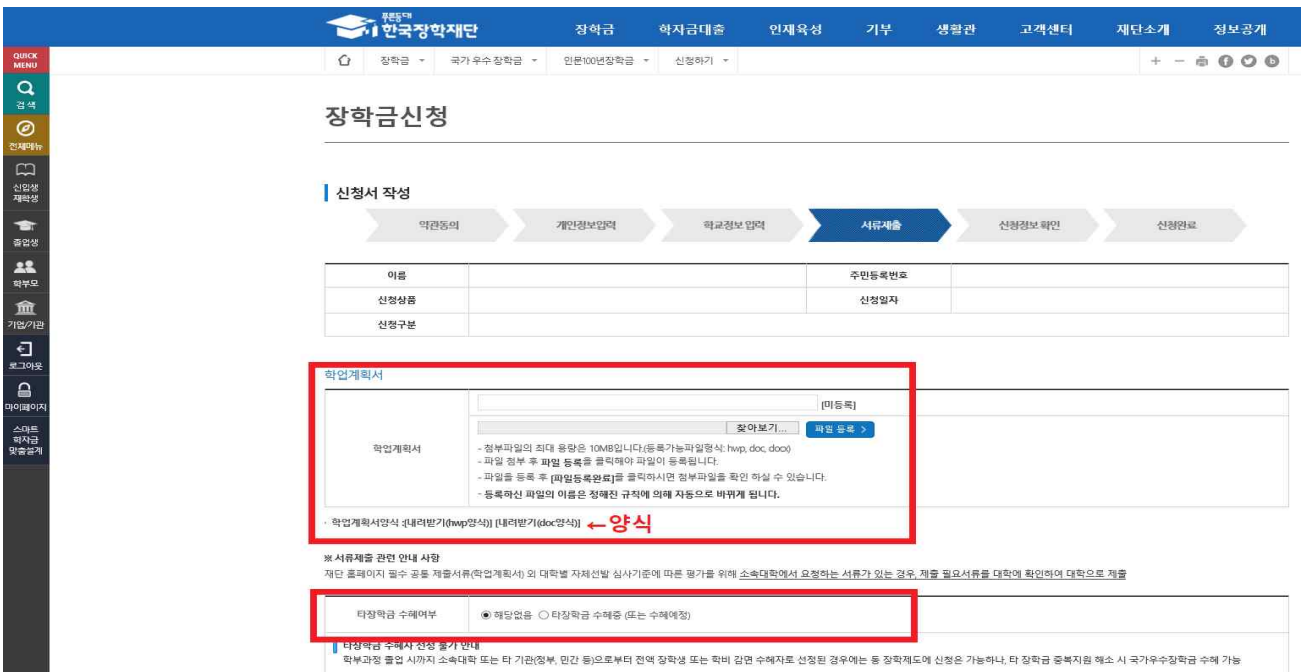 푸른등대
한국장학재단
장학금 학자금대출 인재육성 기부 생활관 고객센터 재단소개 정보공개
QUICK
MENU
장학금 국가 우수 장학금 인문100년장학금 신청하기
검색
전체메뉴
신입생
재학생
졸업생
학부모
기업/기관
로그아웃
마이페이지
스마트
학자금
맞춤설계
장학금신청
신청서 작성
약관동의 개인정보입력 학교정보 입력 서류제출 신청정보 확인 신청완료
이름 주민등록번호
신청상품 신청일자
신청구분
학업계획서
[미등록]
찾아보기... 파일 등록 >
학업계획서
- 첨부파일의 최대 용량은 10MB입니다.(등록가능파일형식: hwp, doc, docx)
- 파일 첨부 후 파일 등록을 클릭해야 파일이 등록됩니다.
- 파일을 등록 후 [파일등록완료]를 클릭하시면 첨부파일을 확인 하실 수 있습니다.
- 등록하신 파일의 이름은 정해진 규칙에 의해 자동으로 바뀌게 됩니다.
· 학업계획서양식 :[내려받기(hwp양식)] [내려받기(doc양식)] ←양식
※ 서류제출 관련 안내 사항
재단 홈페이지 필수 공통 제출서류(학업계획서) 외 대학별 자체선발 심사기준에 따른 평가를 위해 소속대학에서 요청하는 서류가 있는 경우, 제출 필요서류를 대학에 확인하여 대학으로 제출
타장학금 수혜여부 해당없음 타장학금 수혜중 (또는 수혜예정)
타장학금 수혜자 선정 불가 안내
학부과정 졸업 시까지 소속대학 또는 타 기관(정부, 민간 등)으로부터 전액 장학생 또는 학비 감면 수혜자로 선정된 경우에는 동 장학제도에 신청은 가능하나, 타 장학금 중복지원 해소 시 국가우수장학금 수혜 가능